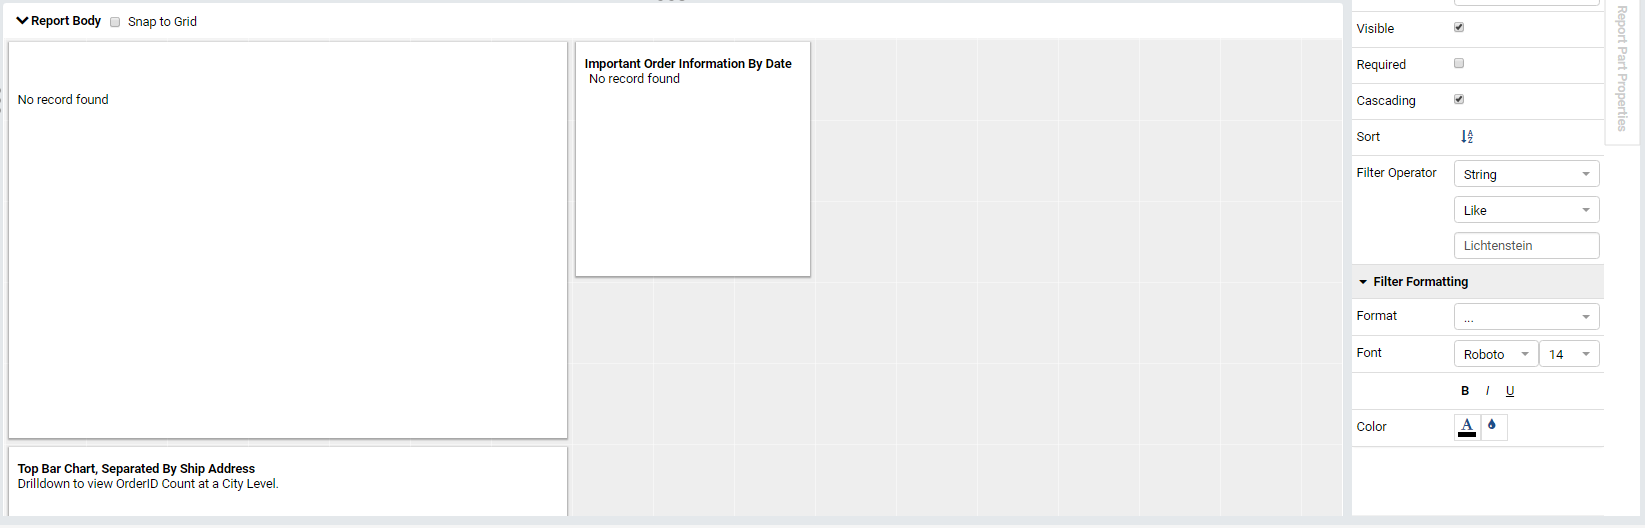 Report Body Snap to Grid
No record found
Important Order Information By Date
No record found
Top Bar Chart, Separated By Ship Address
Drilldown to view OrderID Count at a City Level.
Visible
Required
Cascading
Sort
Filter Operator String
Like
Lichtenstein
Filter Formatting
Format ...
Font Roboto 14
B I U
Color A
Report Part Properties